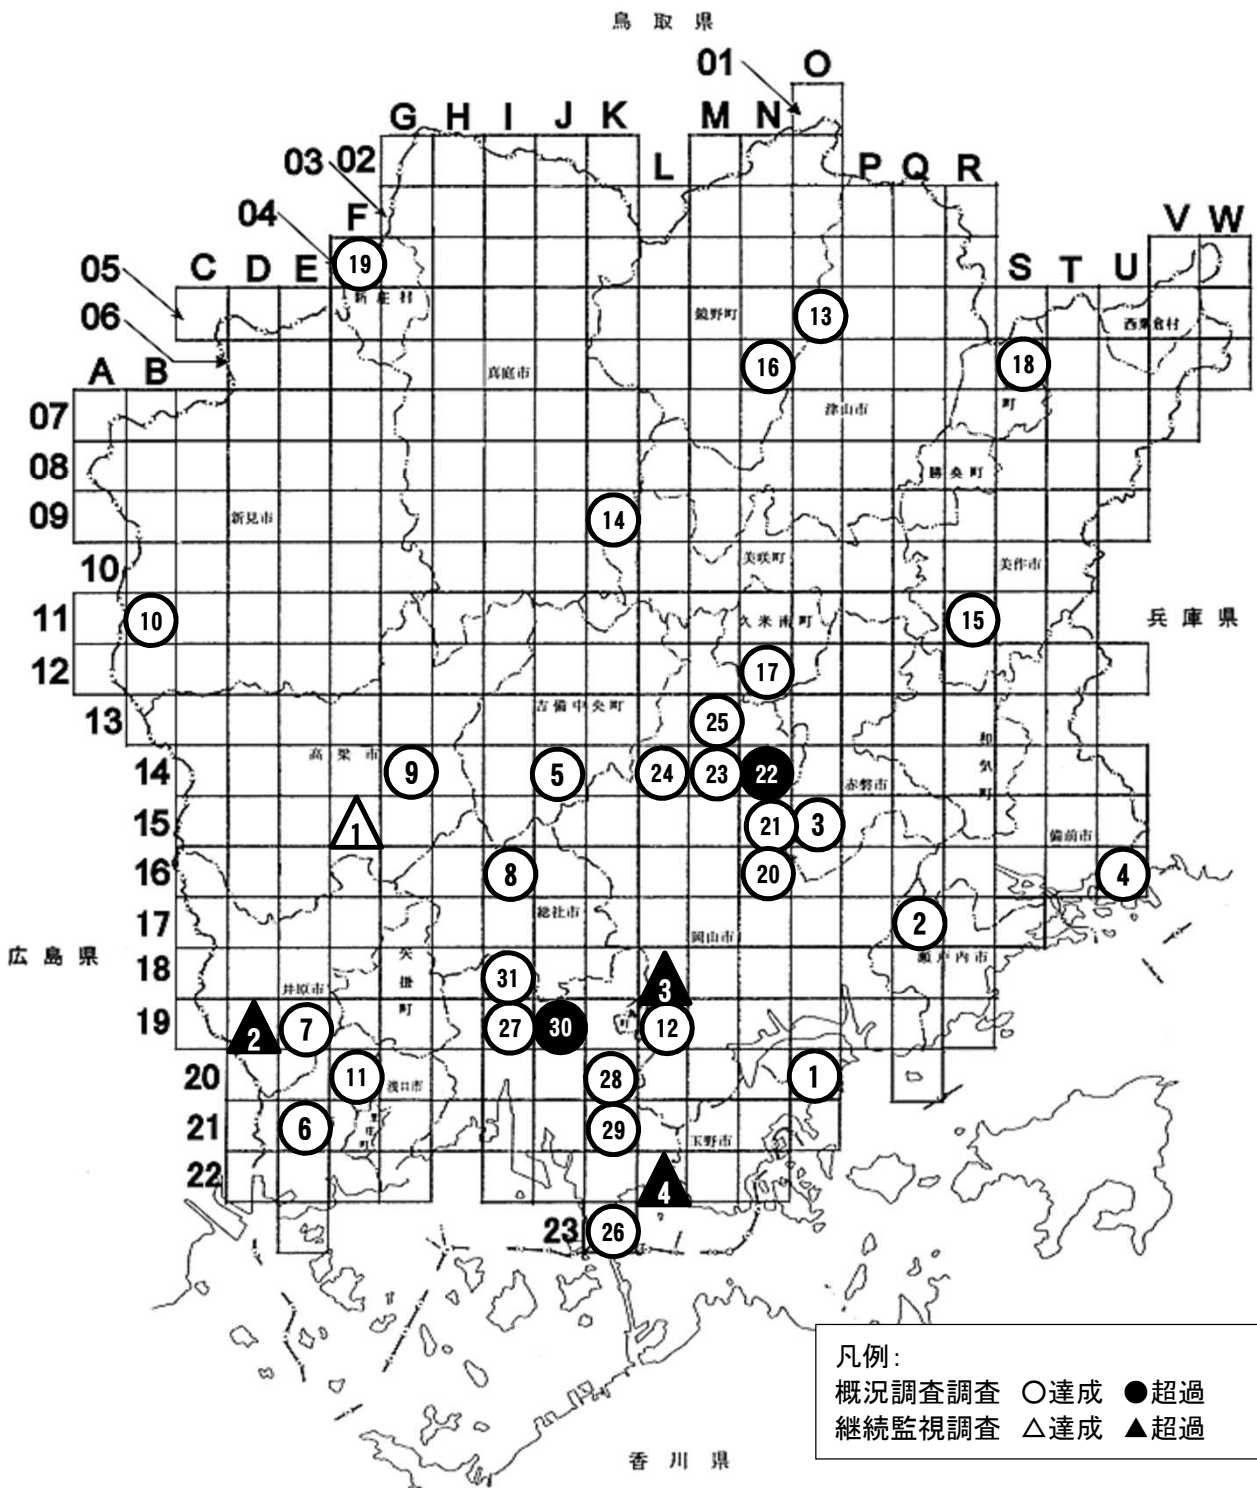 鳥取県
01 O
G H I J K M N
03 02 L P Q R
04 F V W
05 C D E 19 S T U
新庄村
06 鏡野町 13 西粟倉村
A B 真庭市 16 18
07 津山市 町
08 勝央町
09 新見市 14
10 美咲町 美作市
11 10 久米南町 15 兵庫県
12 17
13 吉備中央町 25 和気町
14 高梁市 9 5 24 23 22 赤磐市
15 1 21 3 備前市
16 8 20 4
17 総社市 岡山市 2
広島県
18 矢掛町 31 3 瀬戸内市
井原市
19 2 7 27 30 町 12
20 11 浅口市 28 1
21 6 里庄町 29 玉野市
22 4
23 26
凡例：
概況調査調査 ○達成 ●超過
継続監視調査 △達成 ▲超過
香川県